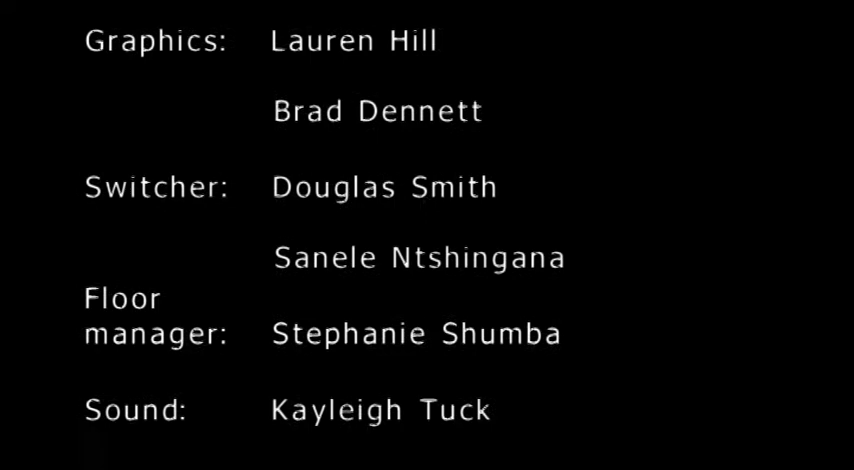 Graphics: Lauren Hill
Brad Dennett
Switcher: Douglas Smith
Sanele Ntshingana
Floor
manager: Stephanie Shumba
Sound: Kayleigh Tuck